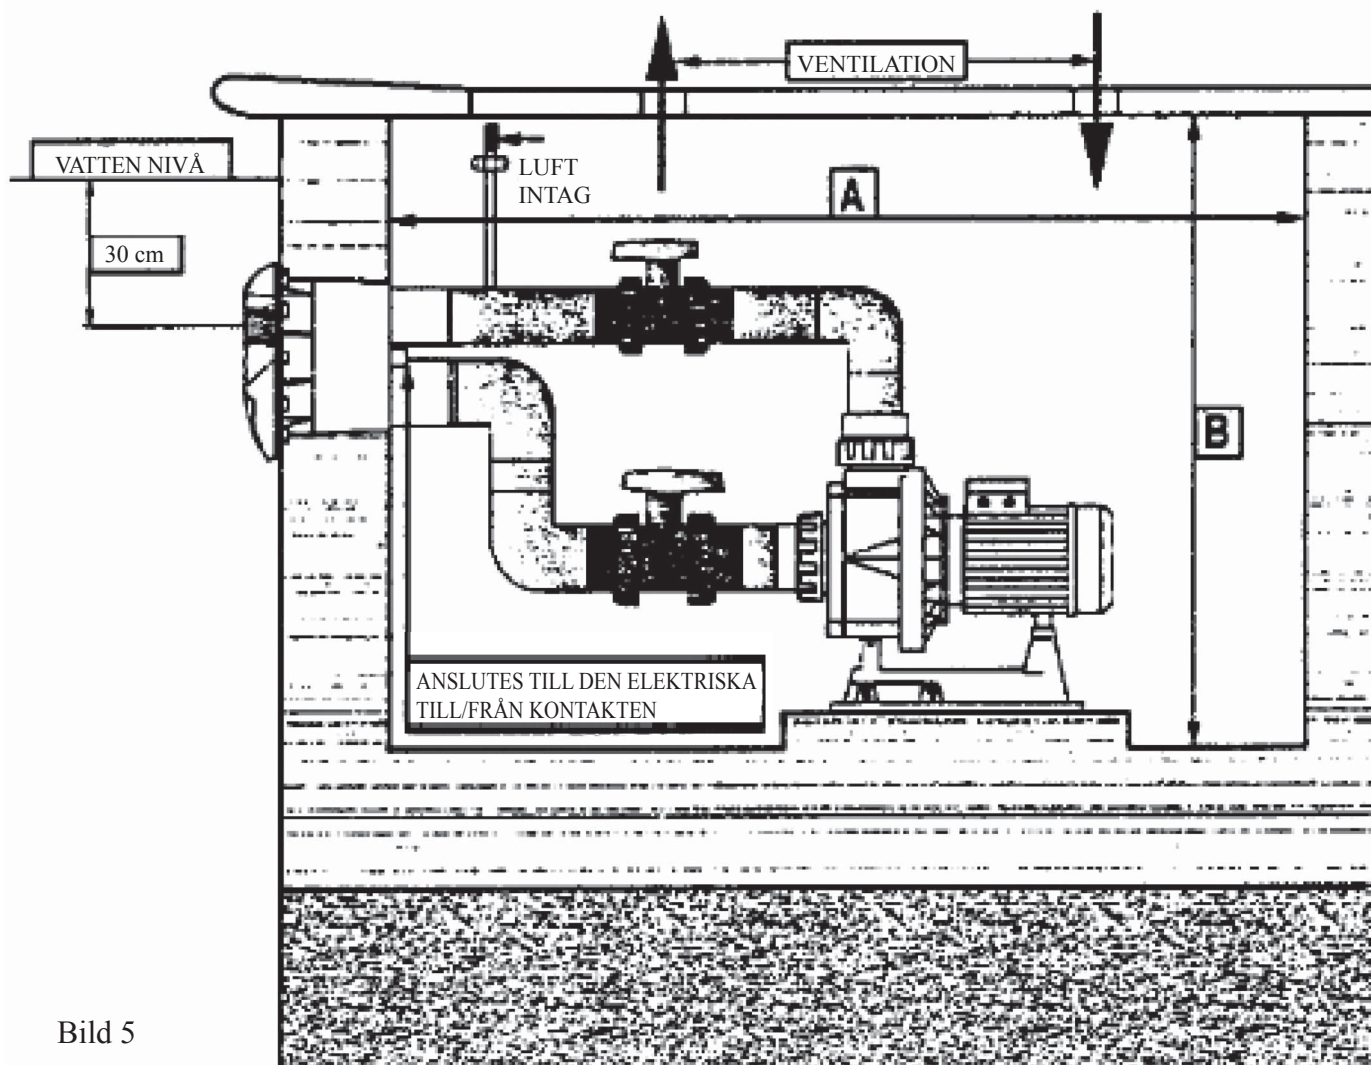 VENTILATION
VATTEN NIVÅ
LUFT
INTAG
A
30 cm
B
ANSLUTES TILL DEN ELEKTRISKA
TILL/FRÅN KONTAKTEN
Bild 5